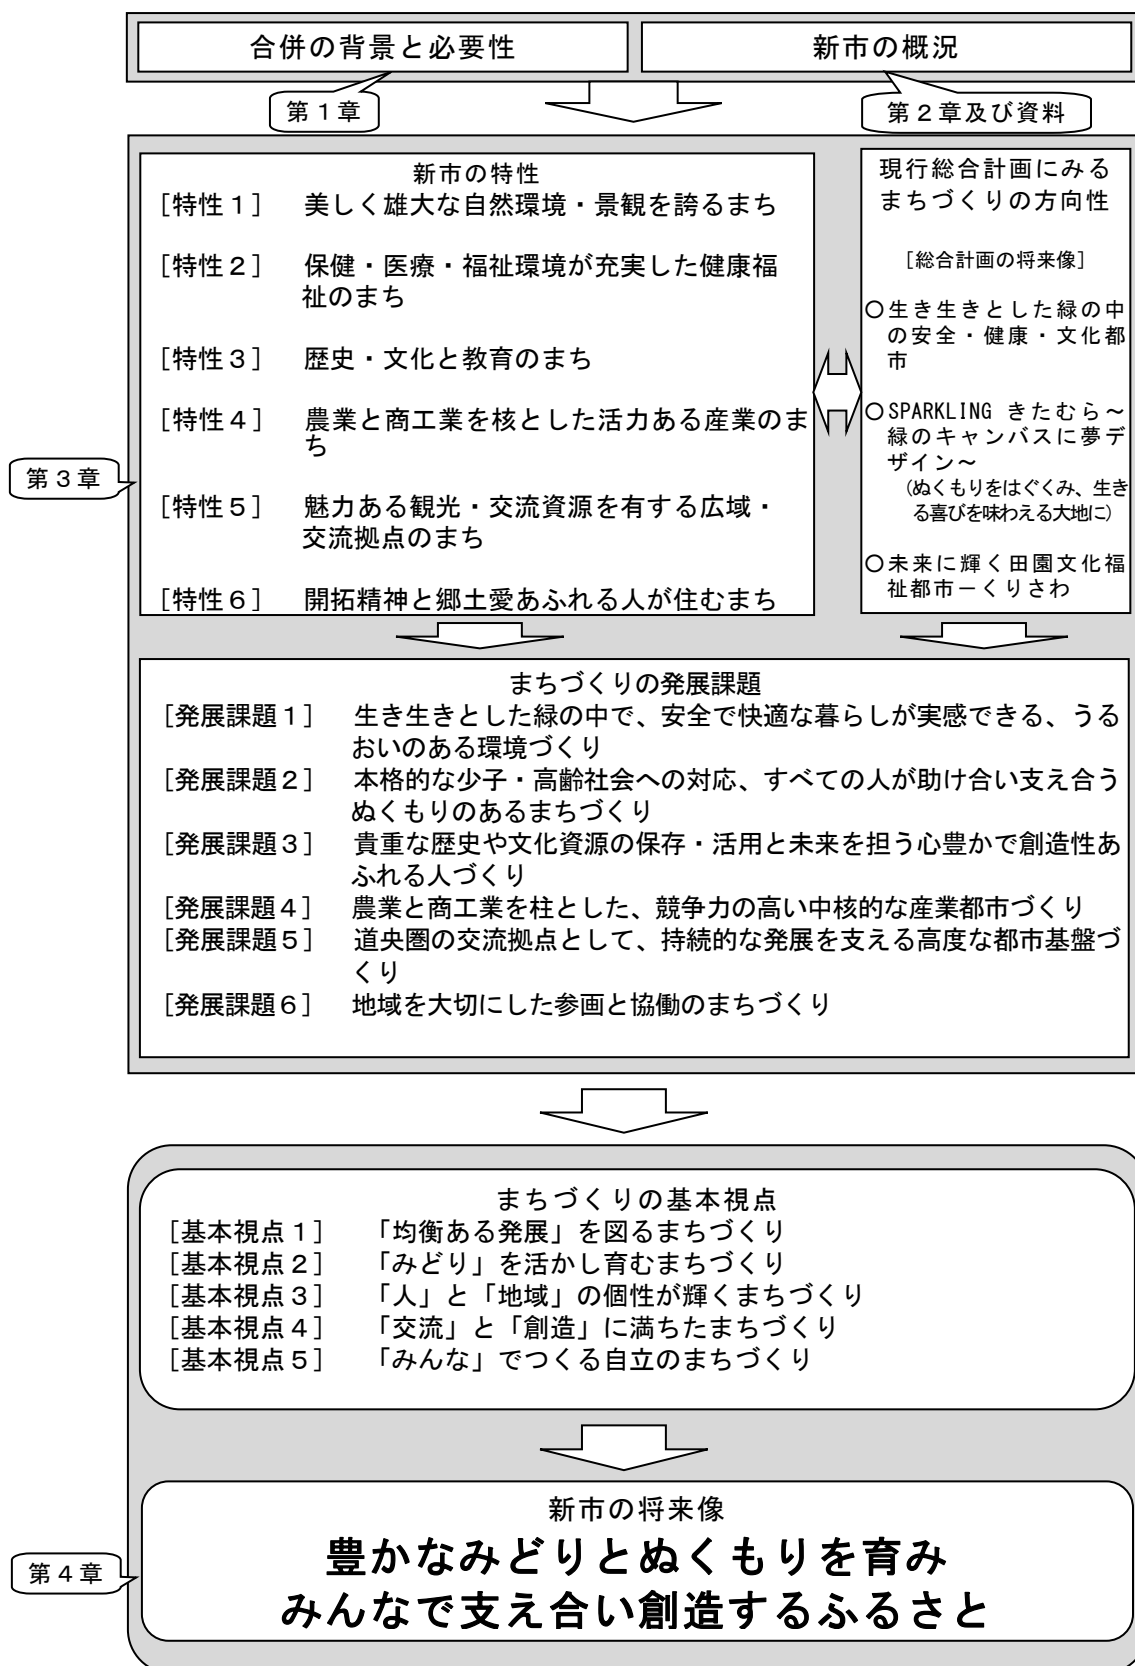 合併の背景と必要性
新市の概況
第１章
第２章及び資料
新市の特性
［特性１］　美しく雄大な自然環境・景観を誇るまち
［特性２］　保健・医療・福祉環境が充実した健康福
祉のまち
［特性３］　歴史・文化と教育のまち
［特性４］　農業と商工業を核とした活力ある産業のま
ち
［特性５］　魅力ある観光・交流資源を有する広域・
交流拠点のまち
［特性６］　開拓精神と郷土愛あふれる人が住むまち
現行総合計画にみる
まちづくりの方向性
［総合計画の将来像］
○生き生きとした緑の中
の安全・健康・文化都
市
○SPARKLING きたむら～
緑のキャンバスに夢デ
ザイン～
（ぬくもりをはぐくみ、生き
る喜びを味わえる大地に）
○未来に輝く田園文化福
祉都市－くりさわ
第３章
まちづくりの発展課題
［発展課題１］　生き生きとした緑の中で、安全で快適な暮らしが実感できる、うる
おいのある環境づくり
［発展課題２］　本格的な少子・高齢社会への対応、すべての人が助け合い支え合う
ぬくもりのあるまちづくり
［発展課題３］　貴重な歴史や文化資源の保存・活用と未来を担う心豊かで創造性あ
ふれる人づくり
［発展課題４］　農業と商工業を柱とした、競争力の高い中核的な産業都市づくり
［発展課題５］　道央圏の交流拠点として、持続的な発展を支える高度な都市基盤づ
くり
［発展課題６］　地域を大切にした参画と協働のまちづくり
まちづくりの基本視点
［基本視点１］　「均衡ある発展」を図るまちづくり
［基本視点２］　「みどり」を活かし育むまちづくり
［基本視点３］　「人」と「地域」の個性が輝くまちづくり
［基本視点４］　「交流」と「創造」に満ちたまちづくり
［基本視点５］　「みんな」でつくる自立のまちづくり
新市の将来像
豊かなみどりとぬくもりを育み
みんなで支え合い創造するふるさと
第４章